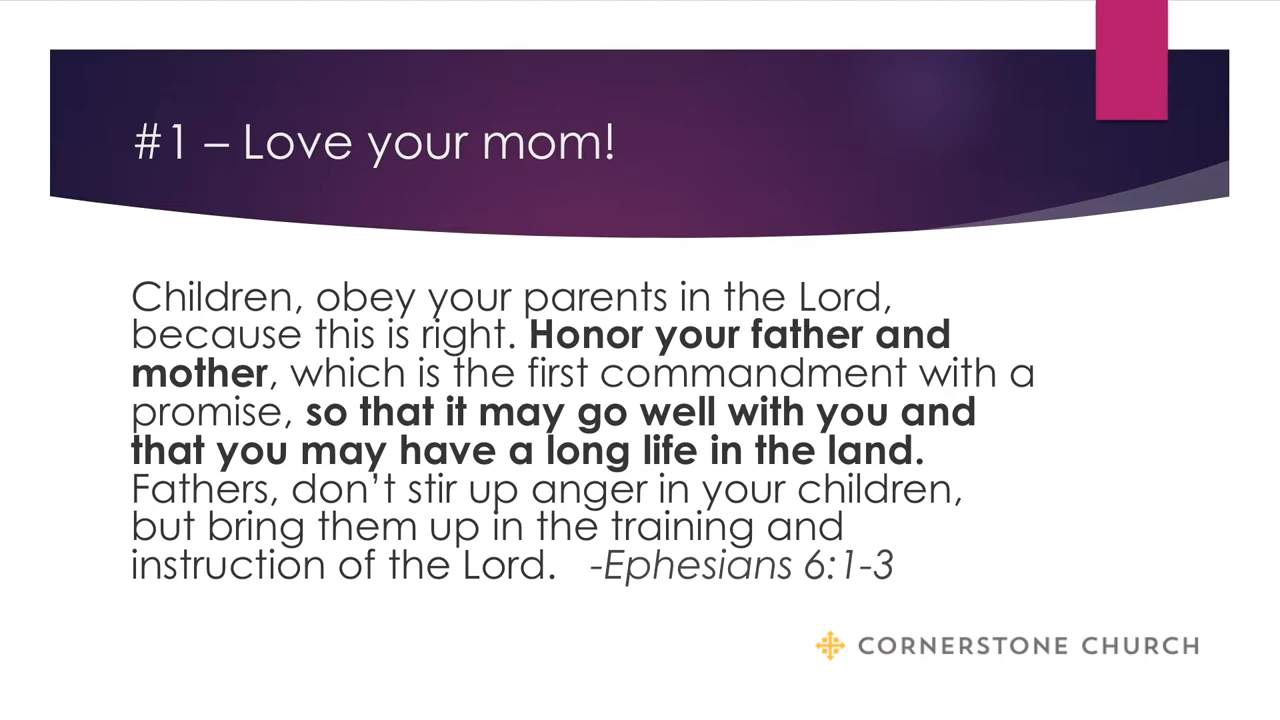 #1 – Love your mom!
Children, obey your parents in the Lord,
because this is right. Honor your father and
mother, which is the first commandment with a
promise, so that it may go well with you and
that you may have a long life in the land.
Fathers, don’t stir up anger in your children,
but bring them up in the training and
instruction of the Lord.   -Ephesians 6:1-3
CORNERSTONE CHURCH